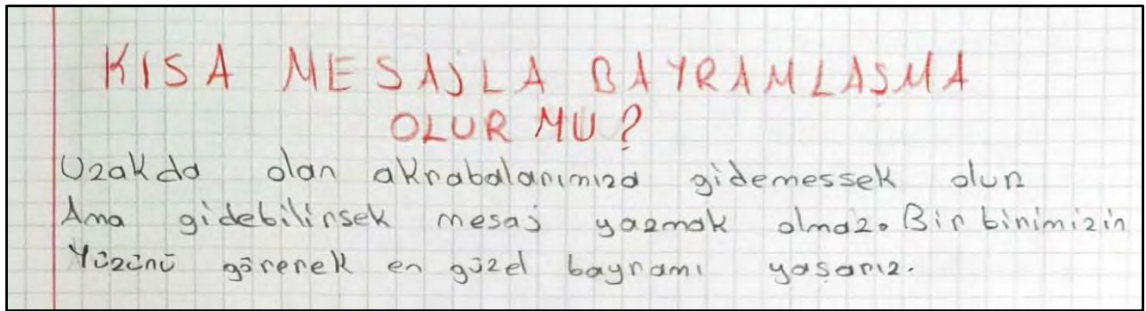 KISA MESAJLA BAYRAMLAŞMA
OLUR MU?
Uzakda olan akrabalarımıza gidemessek olur
Ama gidebilirsek mesaj yazmak olmaz. Bir birimizin
Yüzünü görerek en güzel bayramı yaşarız.